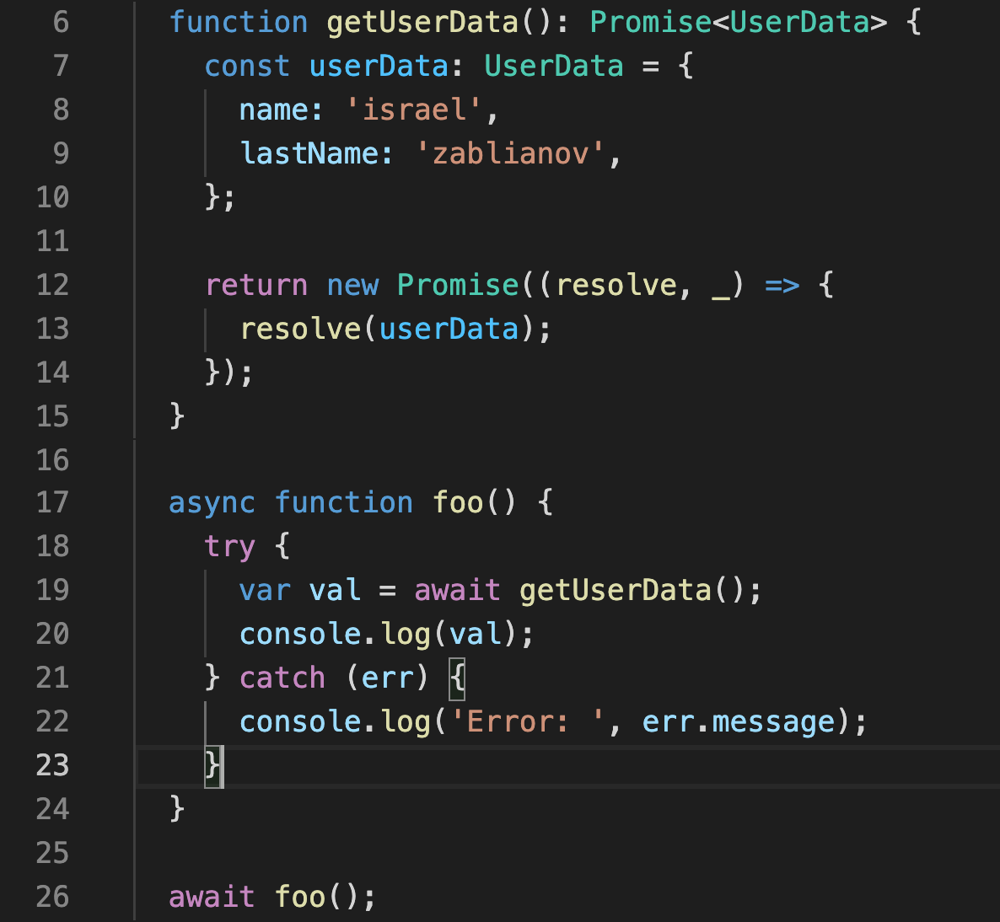 6 function getUserData(): Promise<UserData> {
7 const userData: UserData = {
8 name: 'israel',
9 lastName: 'zablianov',
10 };
11
12 return new Promise((resolve, _) => {
13 resolve(userData);
14 });
15 }
16
17 async function foo() {
18 try {
19 var val = await getUserData();
20 console.log(val);
21 } catch (err) {
22 console.log('Error: ', err.message);
23 }
24 }
25
26 await foo();